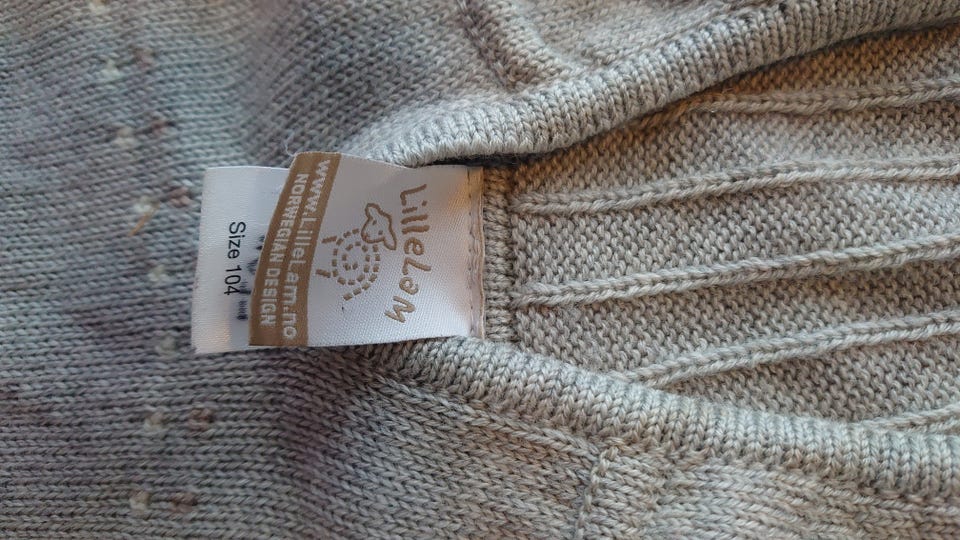 LilleLam
www.LilleLam.no
NORWEGIAN DESIGN
Size 104